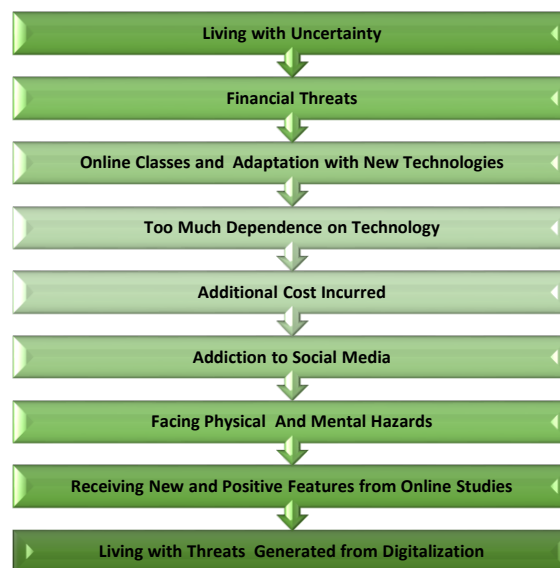 Living with Uncertainty
Financial Threats
Online Classes and Adaptation with New Technologies
Too Much Dependence on Technology
Additional Cost Incurred
Addiction to Social Media
Facing Physical And Mental Hazards
Receiving New and Positive Features from Online Studies
Living with Threats Generated from Digitalization